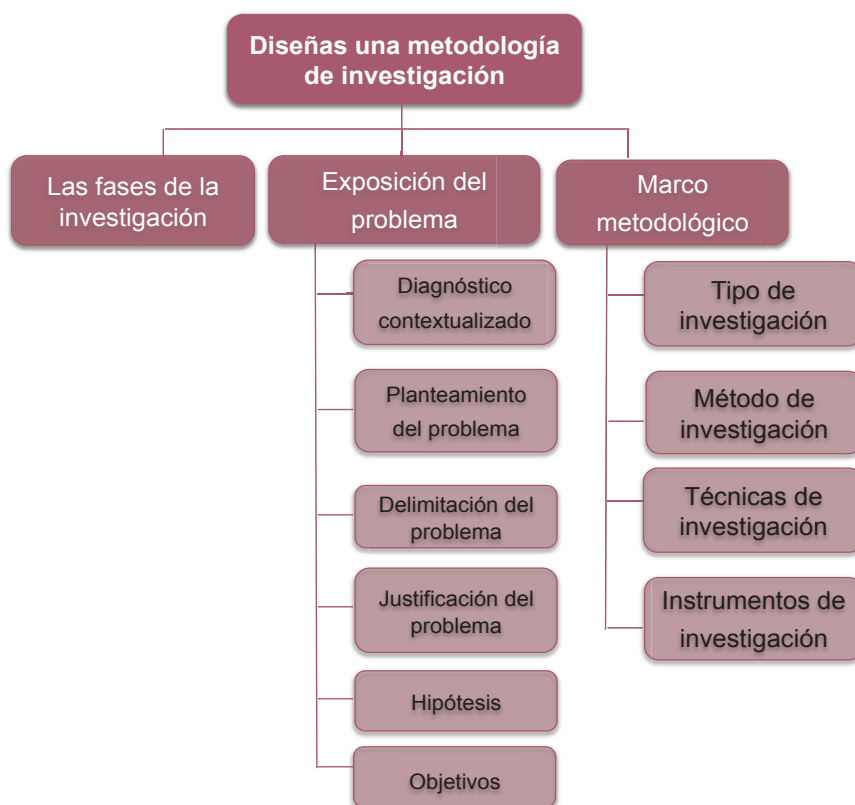 Diseñas una metodología
de investigación
Las fases de la
investigación
Exposición del
problema
Diagnóstico
contextualizado
Planteamiento
del problema
Delimitación del
problema
Justificación del
problema
Hipótesis
Objetivos
Marco
metodológico
Tipo de
investigación
Método de
investigación
Técnicas de
investigación
Instrumentos de
investigación